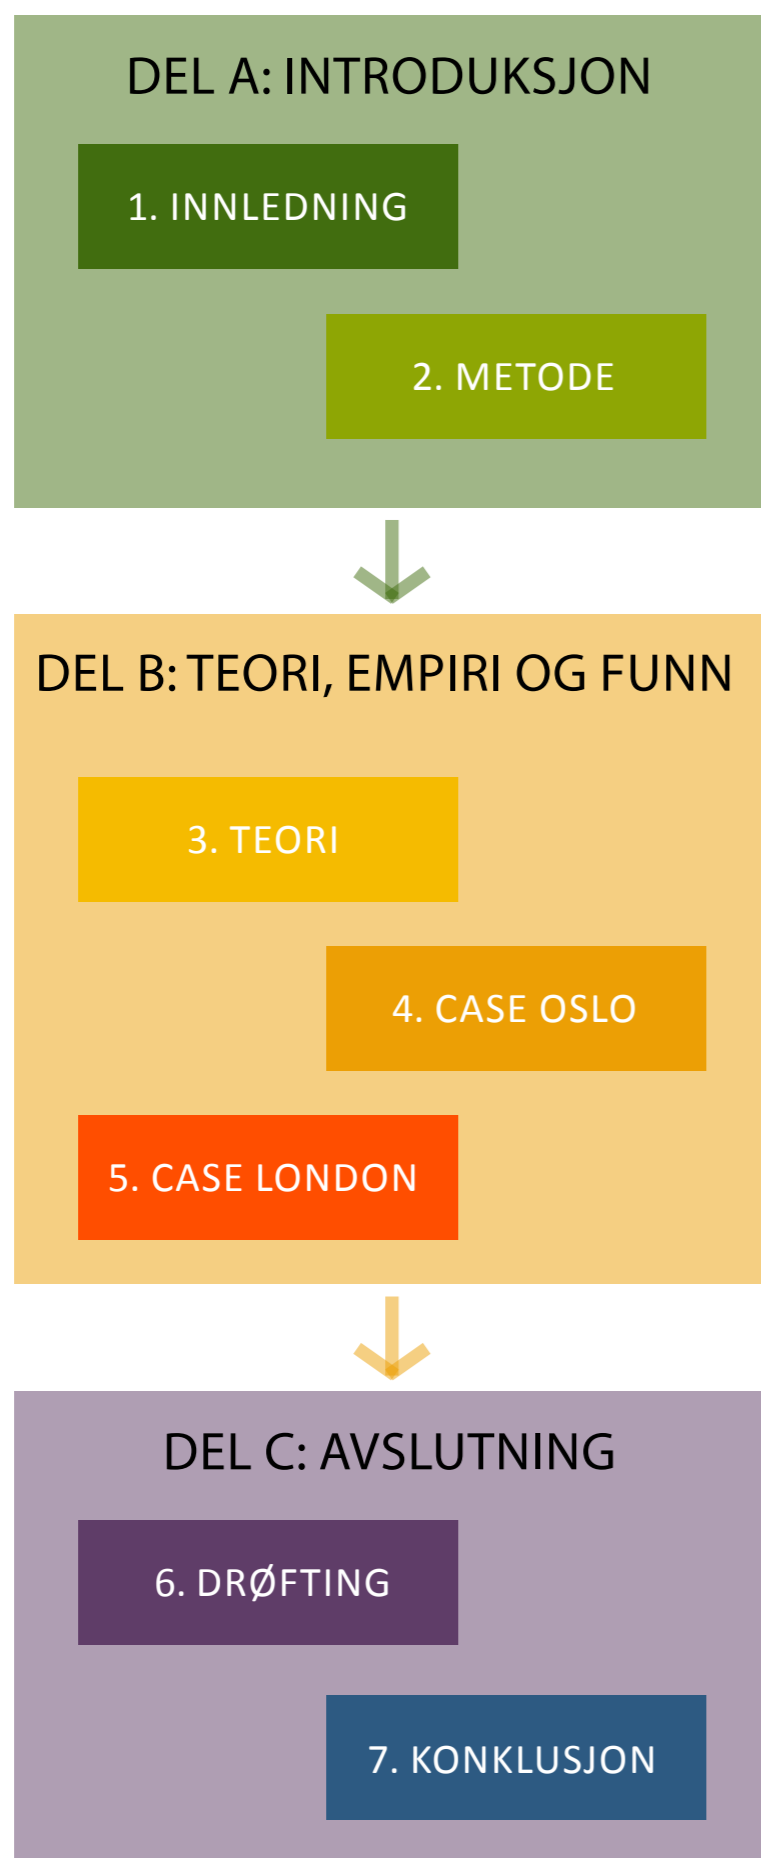 DEL A: INTRODUKSJON
1. INNLEDNING
2. METODE
DEL B: TEORI, EMPIRI OG FUNN
3. TEORI
4. CASE OSLO
5. CASE LONDON
DEL C: AVSLUTNING
6. DRØFTING
7. KONKLUSJON